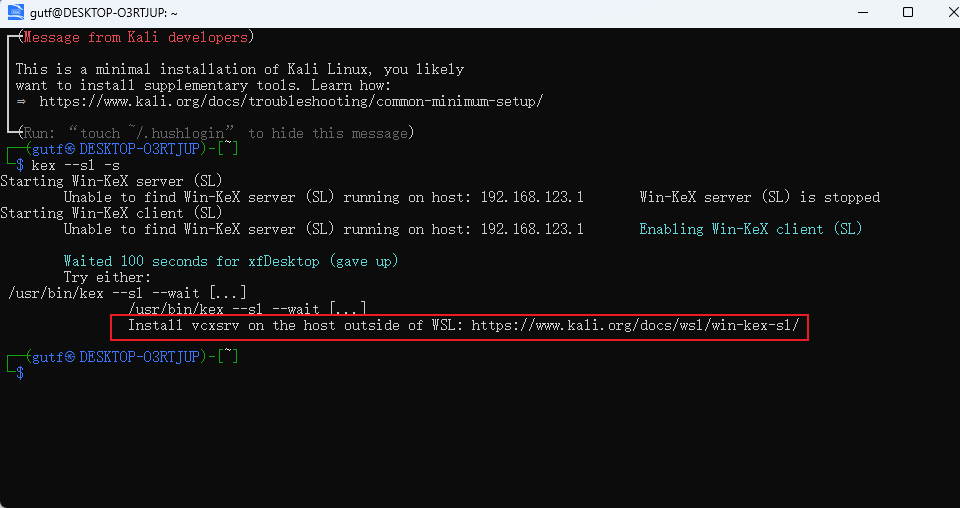 gutf@DESKTOP-O3RTJUP: ~
(Message from Kali developers)
This is a minimal installation of Kali Linux, you likely
want to install supplementary tools. Learn how:
⇒ https://www.kali.org/docs/troubleshooting/common-minimum-setup/
(Run: “touch ~/.hushlogin” to hide this message)
(gutf㉿DESKTOP-O3RTJUP)-[~]
$ kex --sl -s
Starting Win-KeX server (SL)
Unable to find Win-KeX server (SL) running on host: 192.168.123.1 Win-KeX server (SL) is stopped
Starting Win-KeX client (SL)
Unable to find Win-KeX server (SL) running on host: 192.168.123.1 Enabling Win-KeX client (SL)
Waited 100 seconds for xfDesktop (gave up)
Try either:
/usr/bin/kex --sl --wait [...]
/usr/bin/kex --sl --wait [...]
Install vcxsrv on the host outside of WSL: https://www.kali.org/docs/wsl/win-kex-sl/
(gutf㉿DESKTOP-O3RTJUP)-[~]
$